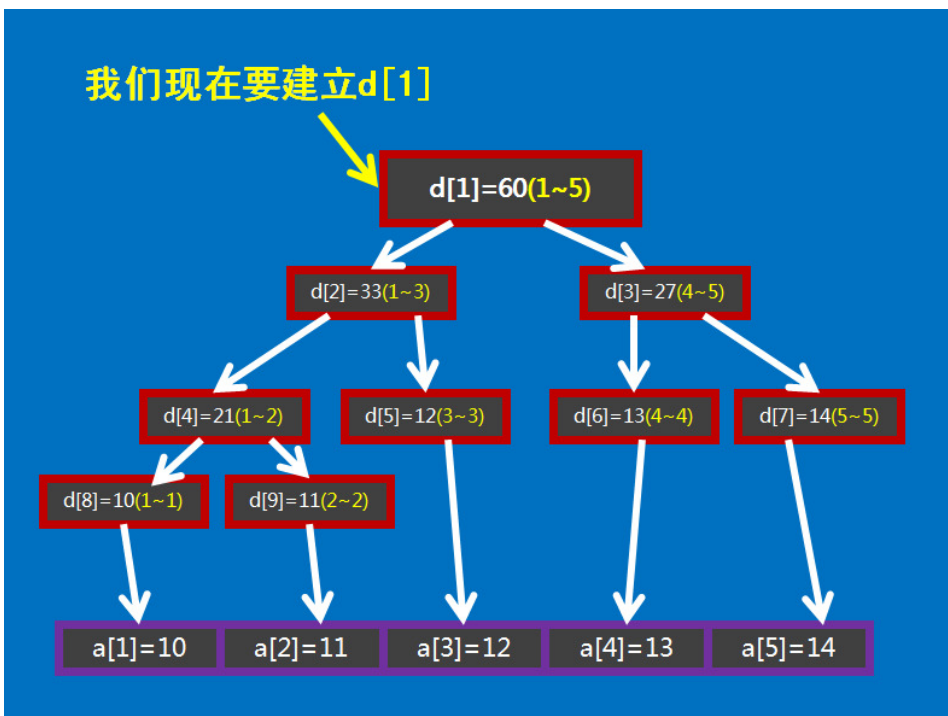 我们现在要建立d[1]
d[1]=60(1~5)
d[2]=33(1~3)
d[3]=27(4~5)
d[4]=21(1~2)
d[5]=12(3~3)
d[6]=13(4~4)
d[7]=14(5~5)
d[8]=10(1~1)
d[9]=11(2~2)
a[1]=10
a[2]=11
a[3]=12
a[4]=13
a[5]=14